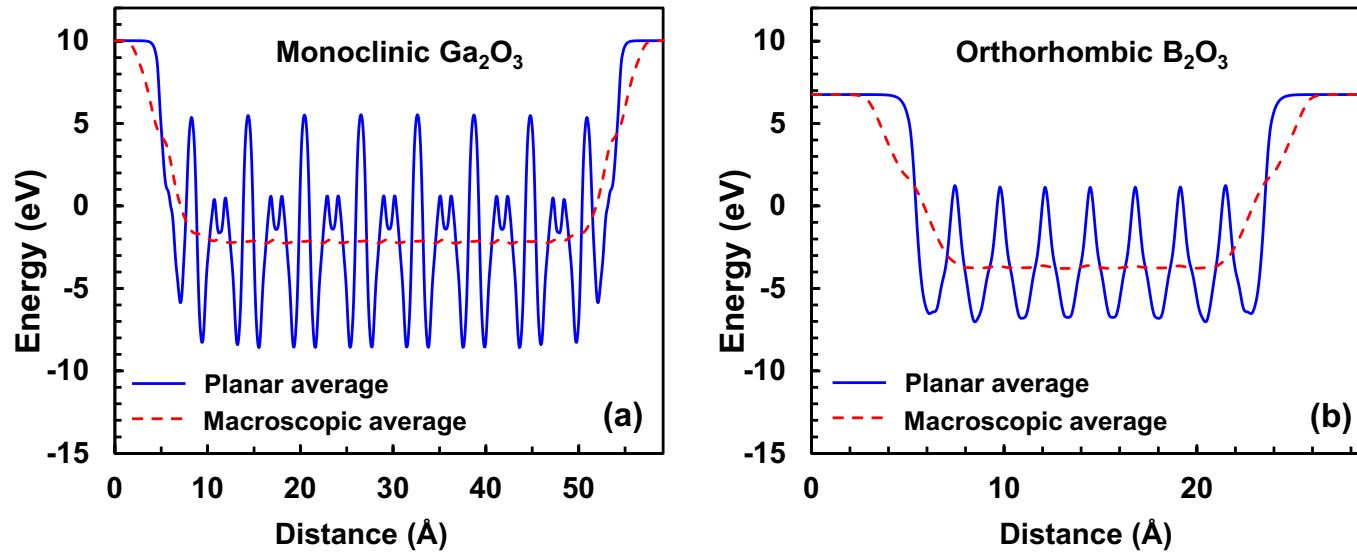 Monoclinic Ga₂O₃
Energy (eV)
10
5
0
-5
-10
-15
Planar average
Macroscopic average
(a)
0 10 20 30 40 50
Distance (Å)
Orthorhombic B₂O₃
Energy (eV)
10
5
0
-5
-10
-15
Planar average
Macroscopic average
(b)
0 10 20
Distance (Å)